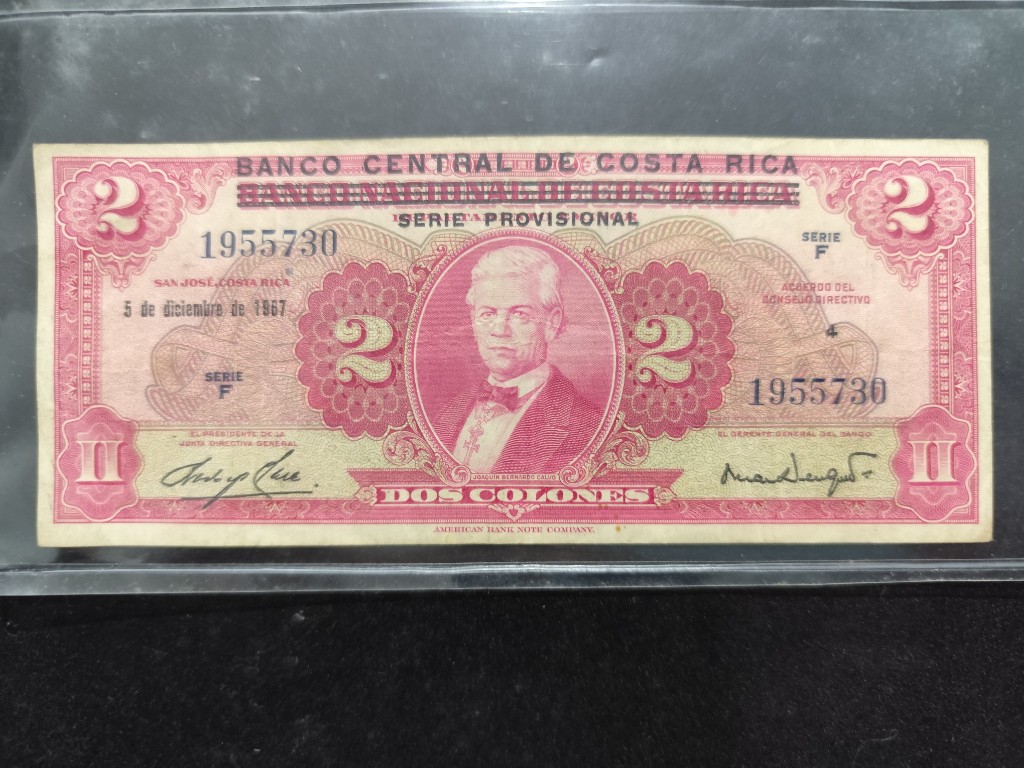 BANCO CENTRAL DE COSTA RICA
BANCO NACIONAL DE COSTA RICA
SERIE PROVISIONAL
2
2
1955730
SERIE
F
SAN JOSÉ, COSTA RICA
5 de diciembre de 1967
ACUERDO DEL
CONSEJO DIRECTIVO
4
2
2
SERIE
F
1955730
EL PRESIDENTE DE LA
JUNTA DIRECTIVA GENERAL
EL GERENTE GENERAL DEL BANCO
II
II
JOAQUIN BERNARDO CALVO
DOS COLONES
AMERICAN BANK NOTE COMPANY.